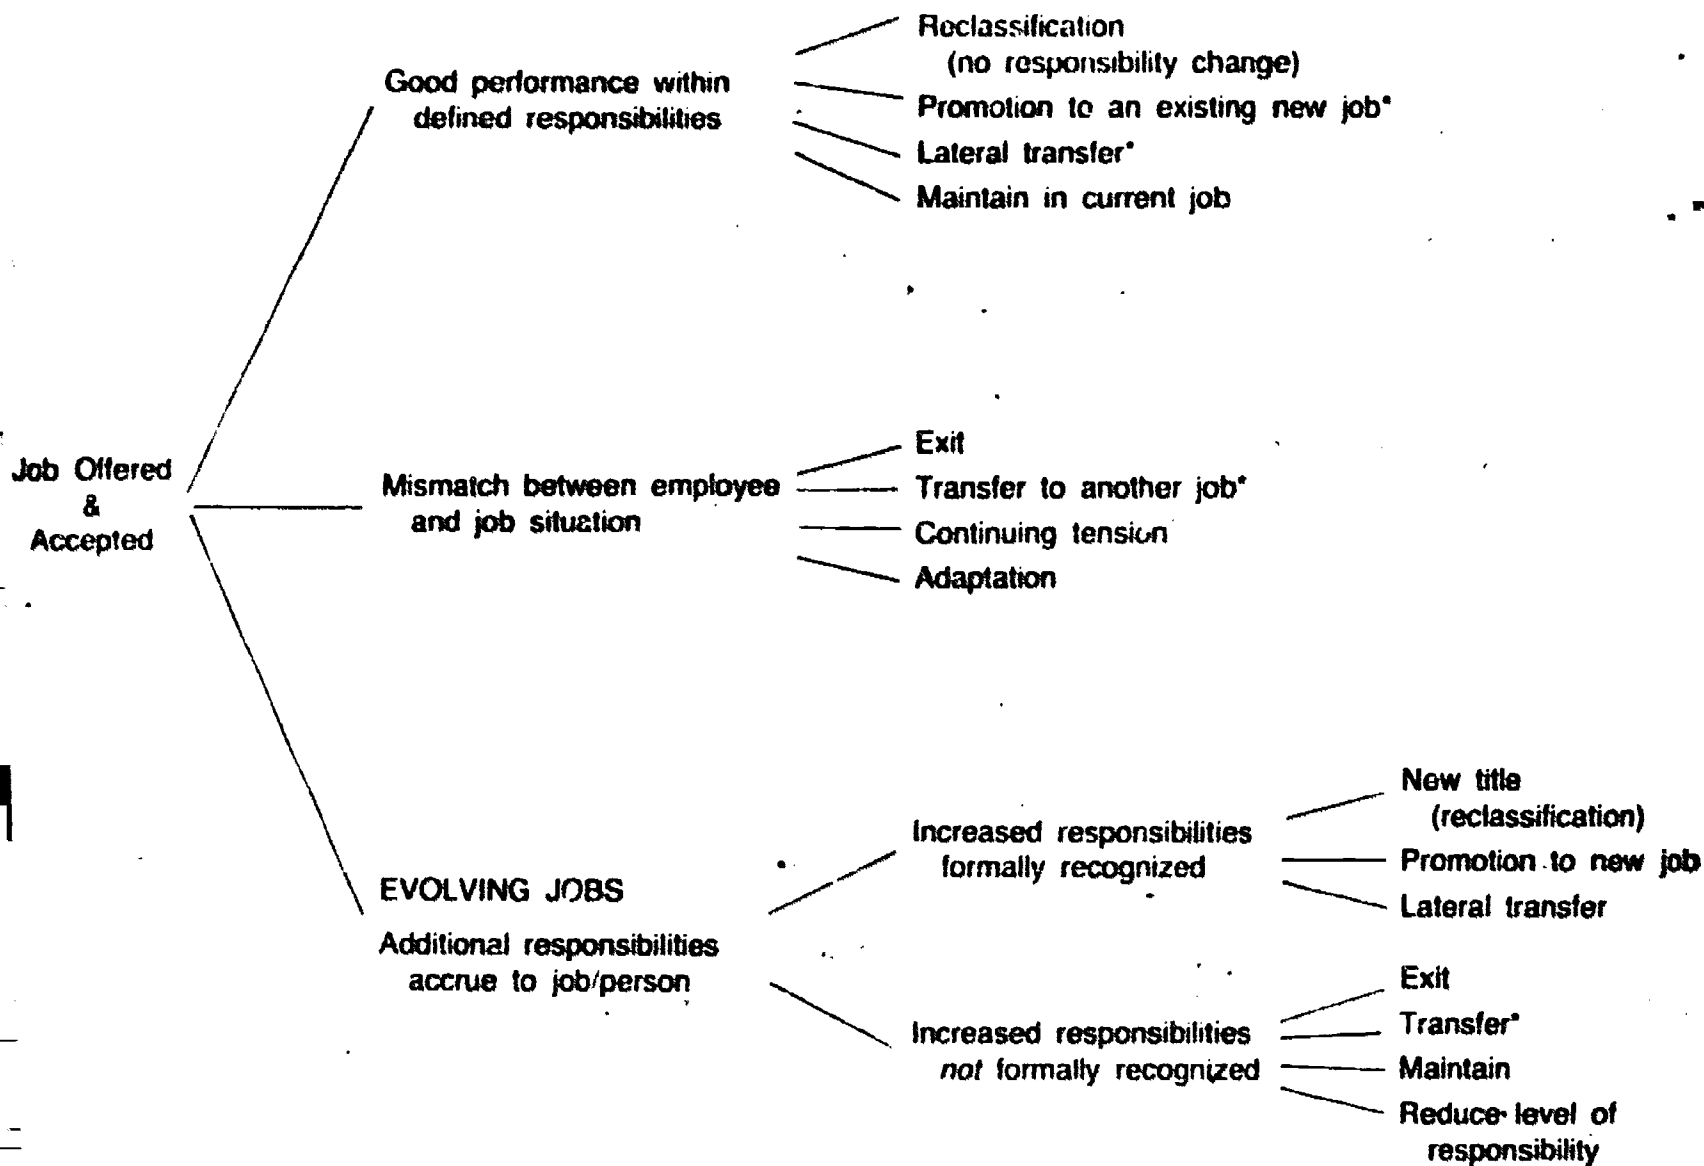 Reclassification
(no responsibility change)
Good performance within
defined responsibilities
Promotion to an existing new job*
Lateral transfer*
Maintain in current job
Job Offered
&
Accepted
Mismatch between employee
and job situation
Exit
Transfer to another job*
Continuing tension
Adaptation
EVOLVING JOBS
Additional responsibilities
accrue to job/person
Increased responsibilities
formally recognized
New title
(reclassification)
Promotion to new job
Lateral transfer
Increased responsibilities
not formally recognized
Exit
Transfer*
Maintain
Reduce level of
responsibility